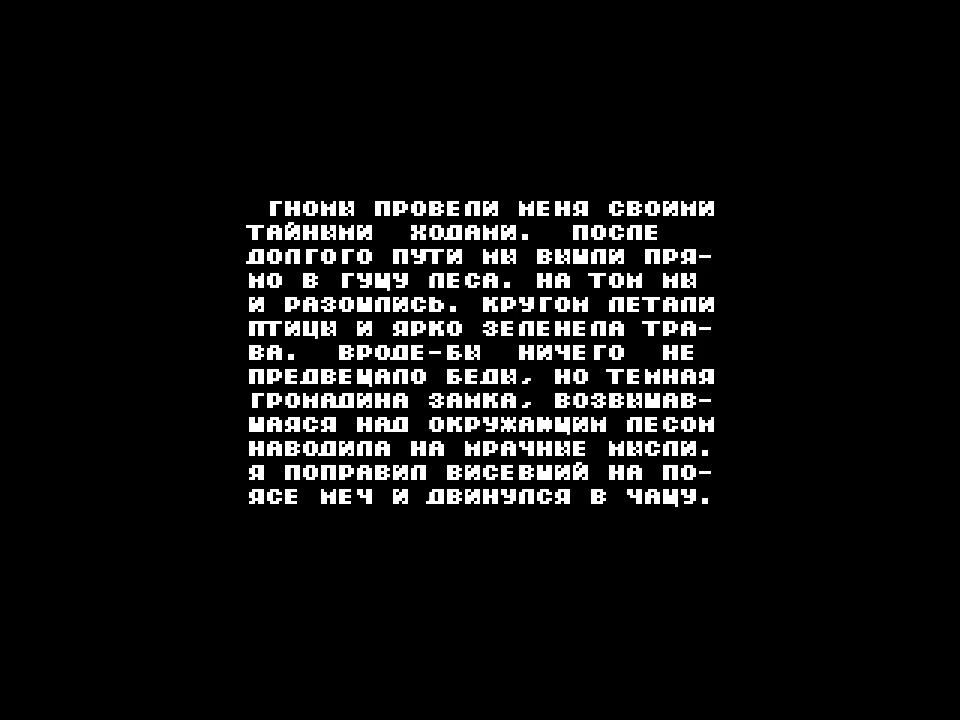 ГНОМЫ ПРОВЕЛИ МЕНЯ СВОИМИ
ТАЙНЫМИ ХОДАМИ. ПОСЛЕ
ДОЛГОГО ПУТИ МЫ ВЫШЛИ ПРЯ-
МО В ГУЩУ ЛЕСА. НА ТОМ МЫ
И РАЗОШЛИСЬ. КРУГОМ ЛЕТАЛИ
ПТИЦЫ И ЯРКО ЗЕЛЕНЕЛА ТРА-
ВА. ВРОДЕ-БЫ НИЧЕГО НЕ
ПРЕДВЕЩАЛО БЕДЫ, НО ТЕМНАЯ
ГРОМАДИНА ЗАМКА, ВОЗВЫШАВ-
ШАЯСЯ НАД ОКРУЖАЮЩИМ ЛЕСОМ
НАВОДИЛА НА МРАЧНЫЕ МЫСЛИ.
Я ПОПРАВИЛ ВИСЕВШИЙ НА ПО-
ЯСЕ МЕЧ И ДВИНУЛСЯ В ЧАЩУ.